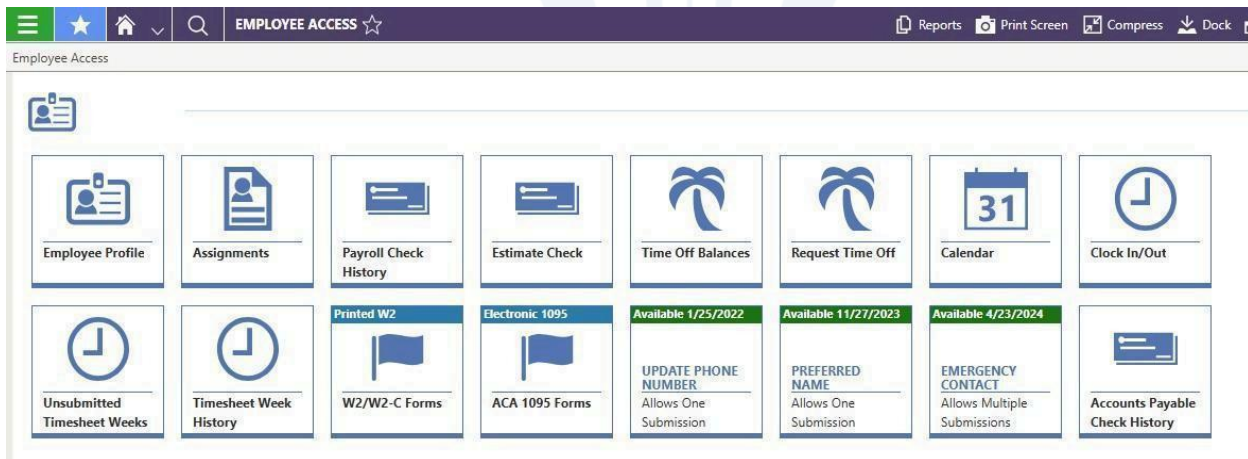 EMPLOYEE ACCESS
Reports Print Screen Compress Dock
Employee Access
Employee Profile
Assignments
Payroll Check
History
Estimate Check
Time Off Balances
Request Time Off
31
Calendar
Clock In/Out
Unsubmitted
Timesheet Weeks
Timesheet Week
History
Printed W2
W2/W2-C Forms
Electronic 1095
ACA 1095 Forms
Available 1/25/2022
UPDATE PHONE
NUMBER
Allows One
Submission
Available 11/27/2023
PREFERRED
NAME
Allows One
Submission
Available 4/23/2024
EMERGENCY
CONTACT
Allows Multiple
Submissions
Accounts Payable
Check History